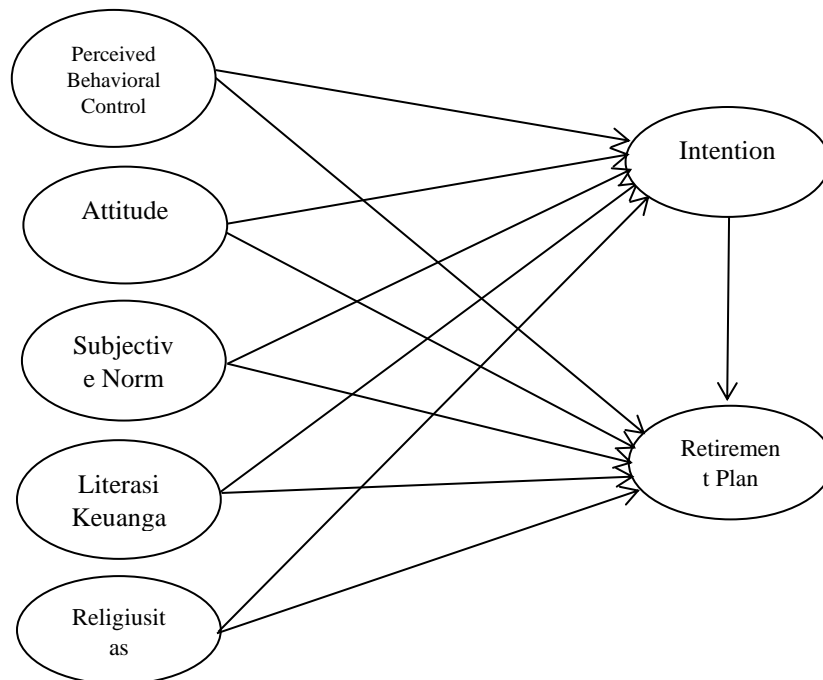 Perceived
Behavioral
Control
Intention
Attitude
Subjectiv
e Norm
Literasi
Keuanga
Retiremen
t Plan
Religiusit
as